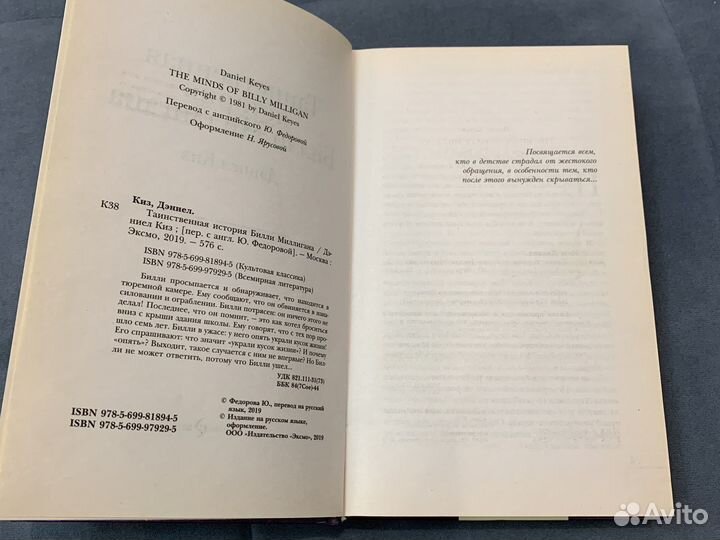 Daniel Keyes
THE MINDS OF BILLY MILLIGAN
Copyright © 1981 by Daniel Keyes
Перевод с английского Ю. Федоровой
Оформление Н. Ярусовой
Киз, Дэниел.
К38 Таинственная история Билли Миллигана / Дэ-
ниел Киз ; [пер. с англ. Ю. Федоровой]. – Москва :
Эксмо, 2019. – 576 с.
ISBN 978-5-699-81894-5 (Культовая классика)
ISBN 978-5-699-97929-5 (Всемирная литература)
Билли просыпается и обнаруживает, что находится в
тюремной камере. Ему сообщают, что он обвиняется в изна-
силовании и ограблении. Билли потрясен: он ничего этого не
делал! Последнее, что он помнит, – это как хотел броситься
вниз с крыши здания школы. Ему говорят, что с тех пор про-
шло семь лет. Билли в ужасе: у него опять украли кусок жизни!
Его спрашивают: что значит «украли кусок жизни»? И почему
«опять»? Выходит, такое случается с ним не впервые? Но Бил-
ли не может ответить, потому что Билли ушел...
УДК 821.111-31(73)
ББК 84(7Сое)-44
© Федорова Ю., перевод на русский
язык, 2019
© Издание на русском языке,
оформление.
ООО «Издательство «Эксмо», 2019
ISBN 978-5-699-81894-5
ISBN 978-5-699-97929-5
Посвящается всем,
кто в детстве страдал от жестокого
обращения, в особенности тем, кто
после этого вынужден скрываться...
Avito